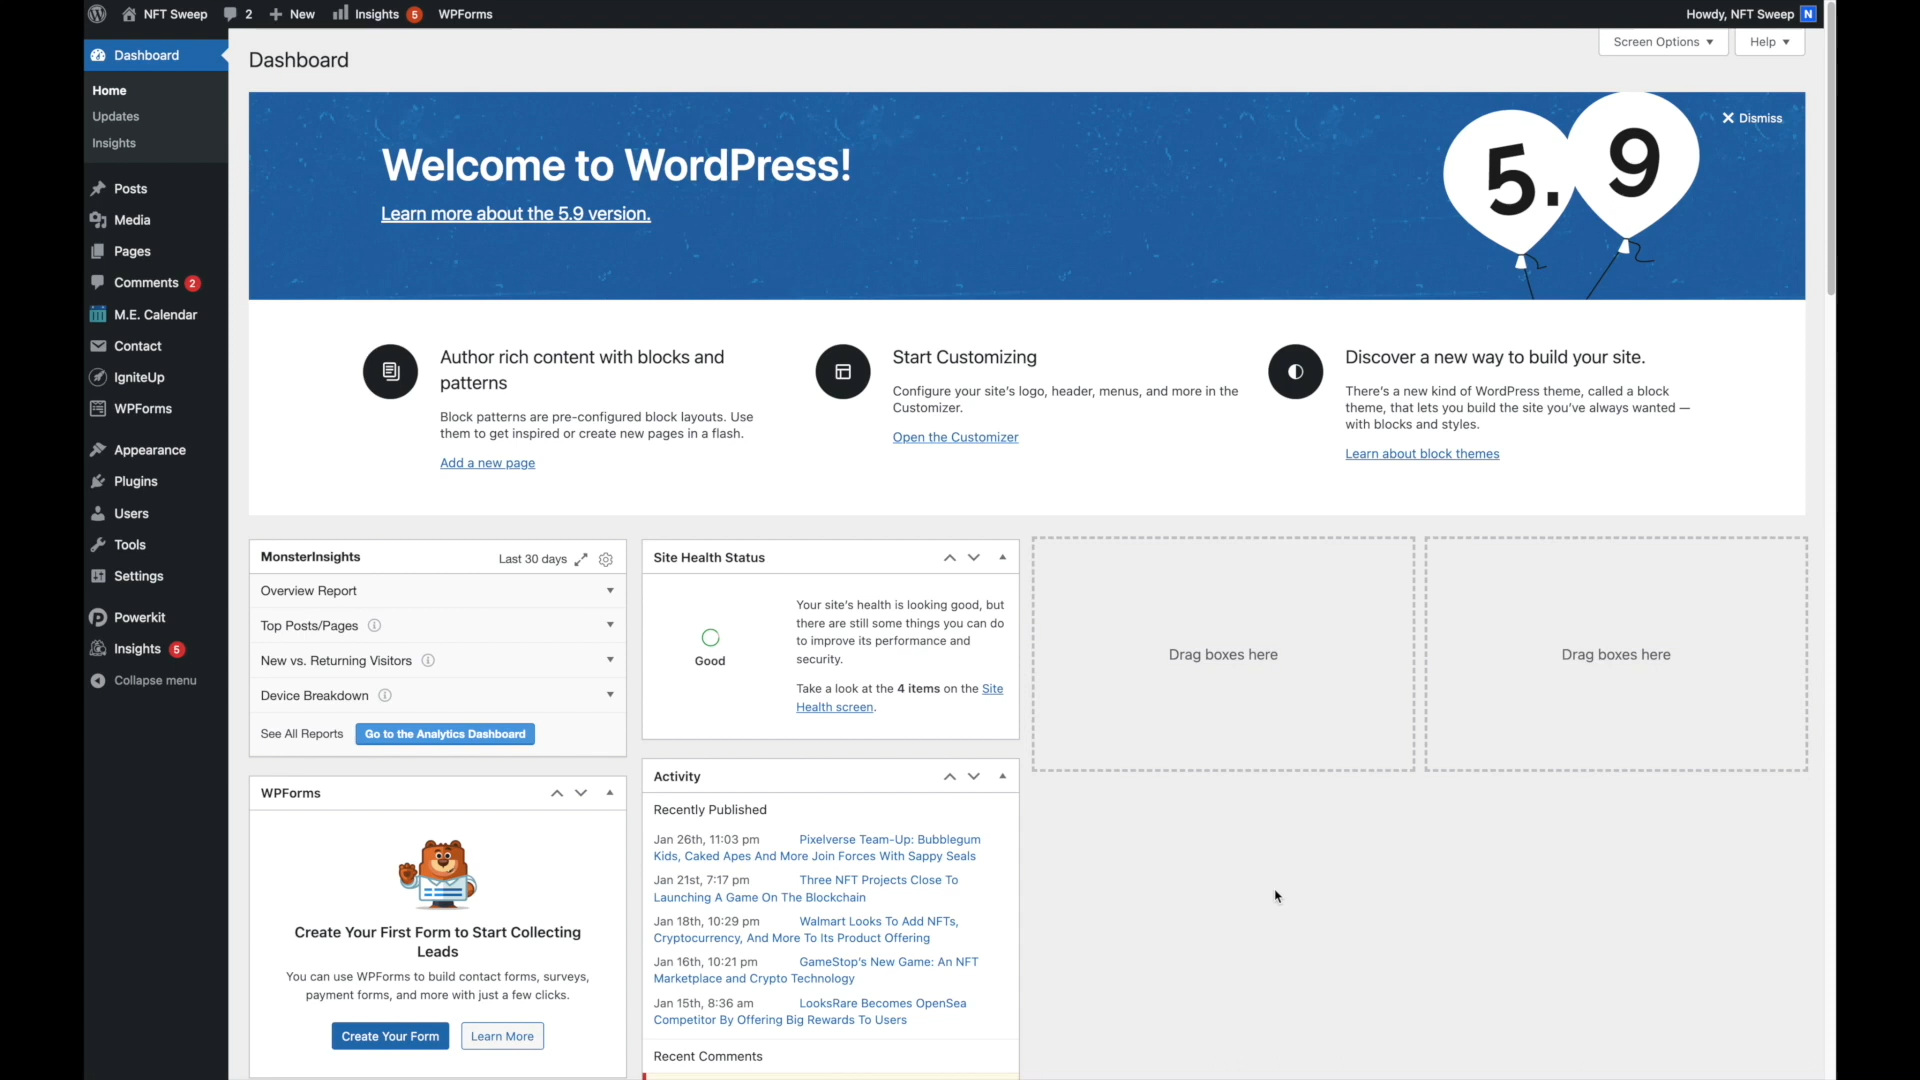 NFT Sweep 2 New Insights 5 WPForms Howdy, NFT Sweep N
Screen Options Help
Dashboard
Home
Updates
Insights
Posts
Media
Pages
Comments 2
M.E. Calendar
Contact
IgniteUp
WPForms
Appearance
Plugins
Users
Tools
Settings
Powerkit
Insights 5
Collapse menu
Dashboard
Dismiss
Welcome to WordPress!
Learn more about the 5.9 version.
5.9
Author rich content with blocks and
patterns
Block patterns are pre-configured block layouts. Use
them to get inspired or create new pages in a flash.
Add a new page
Start Customizing
Configure your site's logo, header, menus, and more in the
Customizer.
Open the Customizer
Discover a new way to build your site.
There's a new kind of WordPress theme, called a block
theme, that lets you build the site you've always wanted —
with blocks and styles.
Learn about block themes
MonsterInsights Last 30 days
Overview Report
Top Posts/Pages
New vs. Returning Visitors
Device Breakdown
See All Reports Go to the Analytics Dashboard
WPForms
Create Your First Form to Start Collecting
Leads
You can use WPForms to build contact forms, surveys,
payment forms, and more with just a few clicks.
Create Your Form Learn More
Site Health Status
Good
Your site's health is looking good, but
there are still some things you can do
to improve its performance and
security.
Take a look at the 4 items on the Site
Health screen.
Activity
Recently Published
Jan 26th, 11:03 pm Pixelverse Team-Up: Bubblegum
Kids, Caked Apes And More Join Forces With Sappy Seals
Jan 21st, 7:17 pm Three NFT Projects Close To
Launching A Game On The Blockchain
Jan 18th, 10:29 pm Walmart Looks To Add NFTs,
Cryptocurrency, And More To Its Product Offering
Jan 16th, 10:21 pm GameStop's New Game: An NFT
Marketplace and Crypto Technology
Jan 15th, 8:36 am LooksRare Becomes OpenSea
Competitor By Offering Big Rewards To Users
Recent Comments
Drag boxes here
Drag boxes here